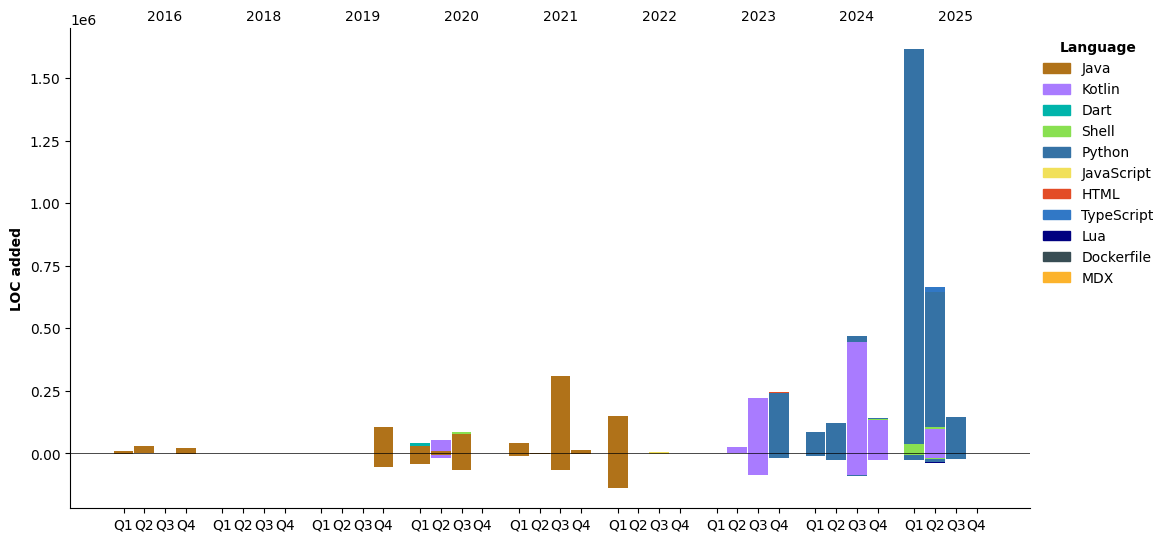 1e6
2016 2018 2019 2020 2021 2022 2023 2024 2025
LOC added
1.50
1.25
1.00
0.75
0.50
0.25
0.00
Q1 Q2 Q3 Q4 Q1 Q2 Q3 Q4 Q1 Q2 Q3 Q4 Q1 Q2 Q3 Q4 Q1 Q2 Q3 Q4 Q1 Q2 Q3 Q4 Q1 Q2 Q3 Q4 Q1 Q2 Q3 Q4 Q1 Q2 Q3 Q4
Language
Java
Kotlin
Dart
Shell
Python
JavaScript
HTML
TypeScript
Lua
Dockerfile
MDX